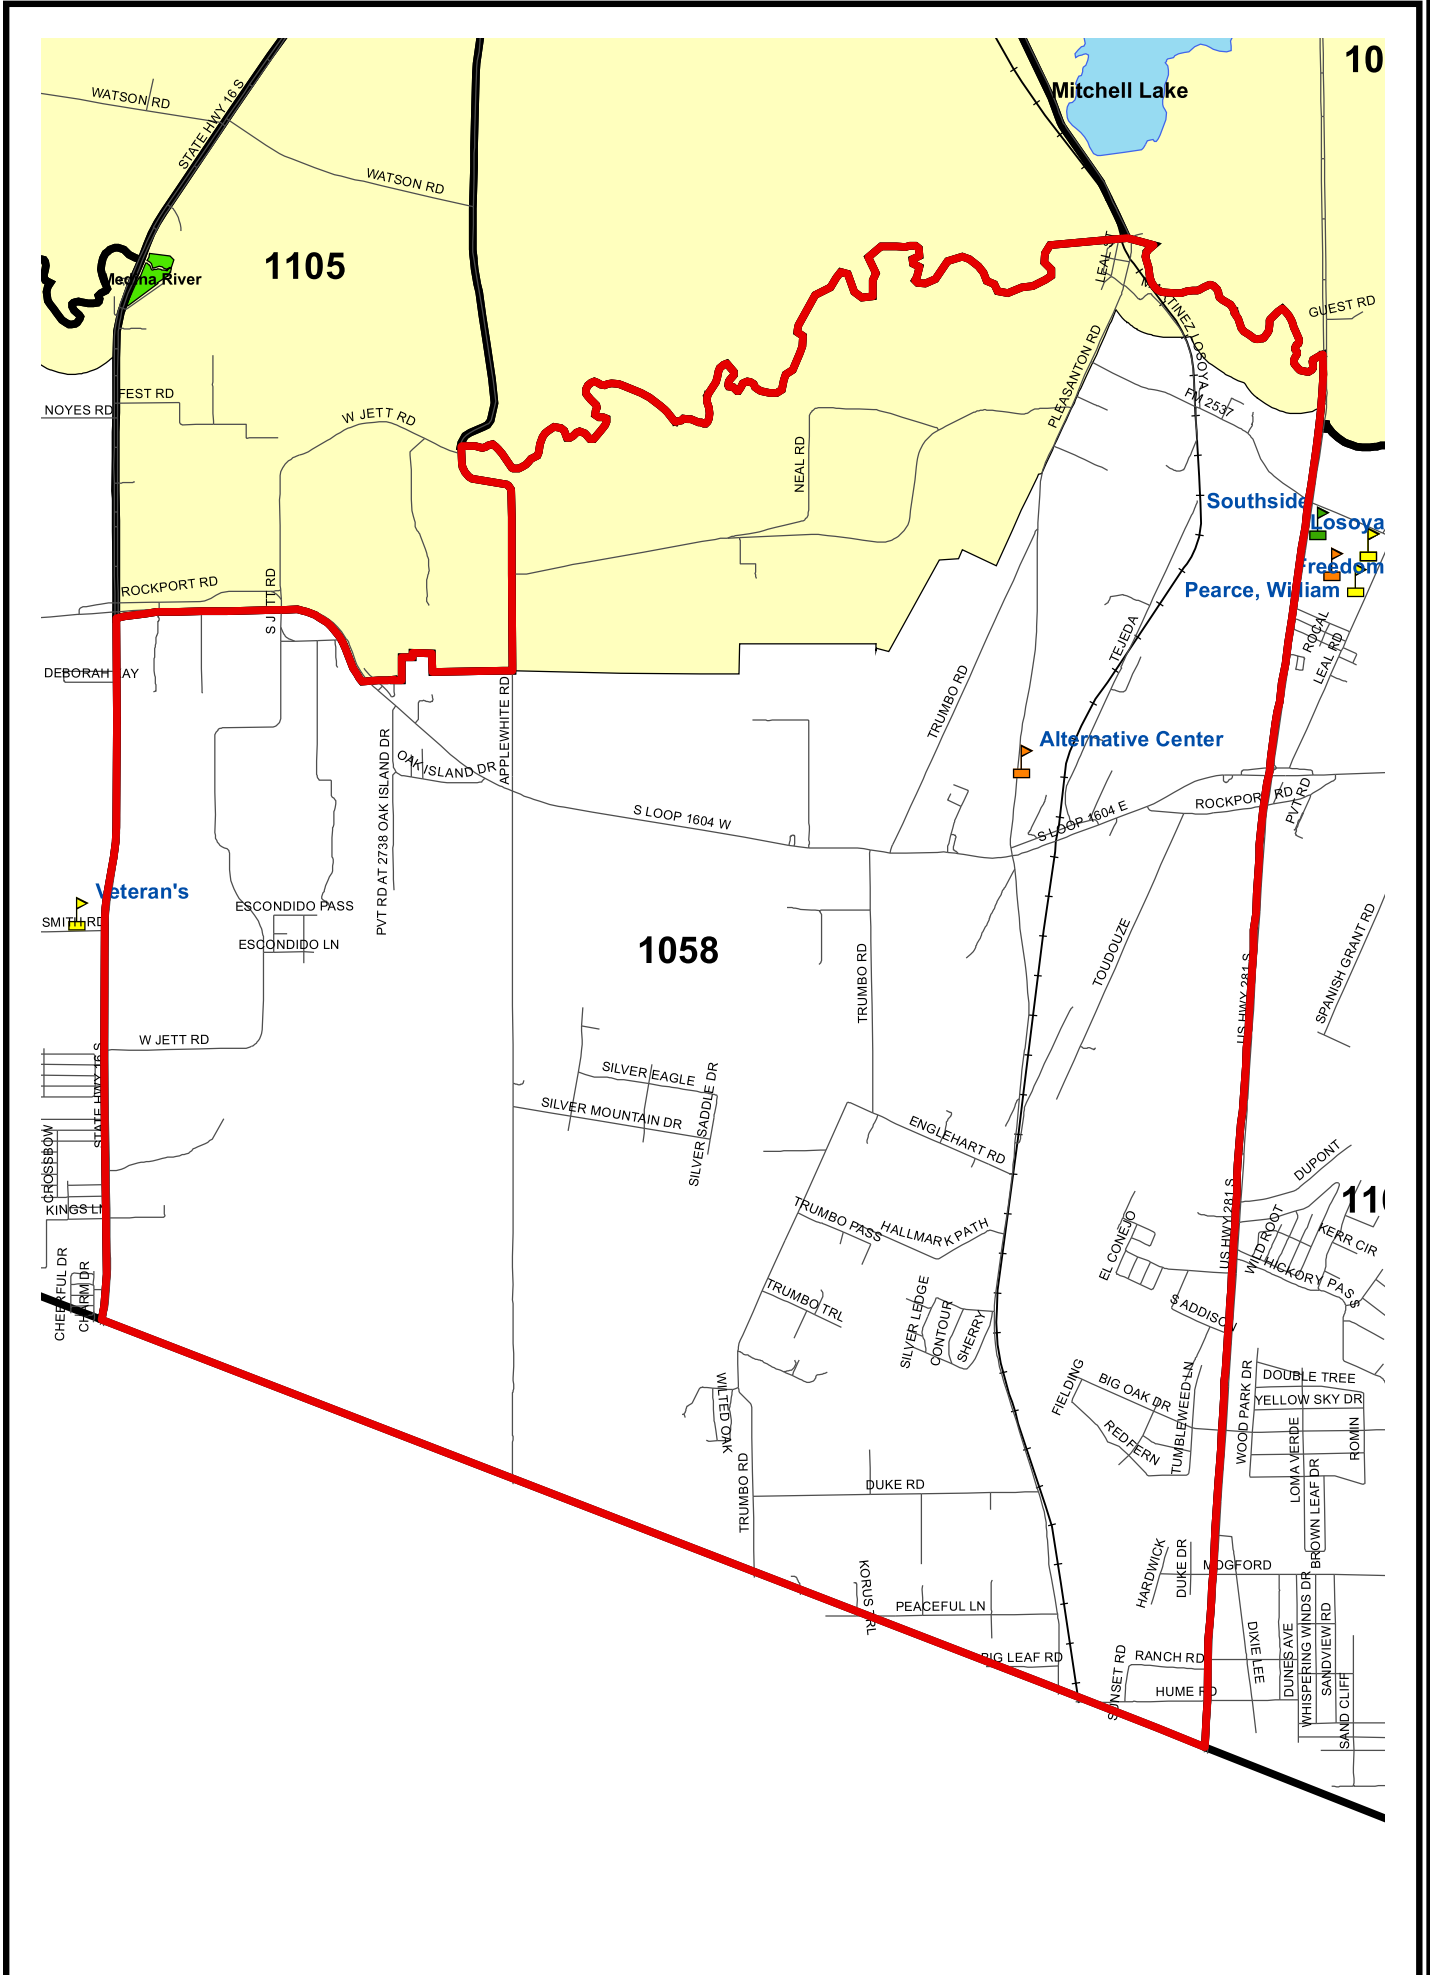 10
Mitchell Lake
WATSON RD
STATE HWY 16 S
WATSON RD
1105
Medina River
LEAL ST
GUEST RD
MARTINEZ LOSOYA
PLEASANTON RD
FEST RD
NOYES RD
W JETT RD
FM 2537
NEAL RD
Southside
Losoya
Freedom
Pearce, William
ROCKPORT RD
S JETT RD
ROCAL
LEAL RD
TEJEDA
DEBORAH KAY
TRUMBO RD
APPLEWHITE RD
Alternative Center
OAK ISLAND DR
PVT RD AT 2738 OAK ISLAND DR
S LOOP 1604 W
S LOOP 1604 E
ROCKPORT RD
PVT RD
Veteran's
SMITH RD
ESCONDIDO PASS
ESCONDIDO LN
1058
TRUMBO RD
TOUDOUZE
US HWY 281 S
SPANISH GRANT RD
W JETT RD
STATE HWY 16 S
SILVER EAGLE
SILVER MOUNTAIN DR
SILVER SADDLE DR
ENGLEHART RD
CROSSBOW
KINGS LN
DUPONT
110
TRUMBO PASS
HALLMARK PATH
EL CONEJO
US HWY 281 S
WILD ROOT
KERR CIR
HICKORY PASS
CHEERFUL DR
CHARM DR
TRUMBO TRL
SILVER LEDGE
CONTOUR
SHERRY
S ADDISON
WILTED OAK
FIELDING
BIG OAK DR
REDFERN
TUMBLEWEED LN
WOOD PARK DR
DOUBLE TREE
YELLOW SKY DR
LOMA VERDE
ROMIN
BROWN LEAF DR
TRUMBO RD
DUKE RD
HARDWICK
DUKE DR
MOGFORD
KORUS TRL
PEACEFUL LN
BIG LEAF RD
SUNSET RD
RANCH RD
HUME RD
DIXIE LEE
DUNES AVE
WHISPERING WINDS DR
SANDVIEW RD
SAND CLIFF